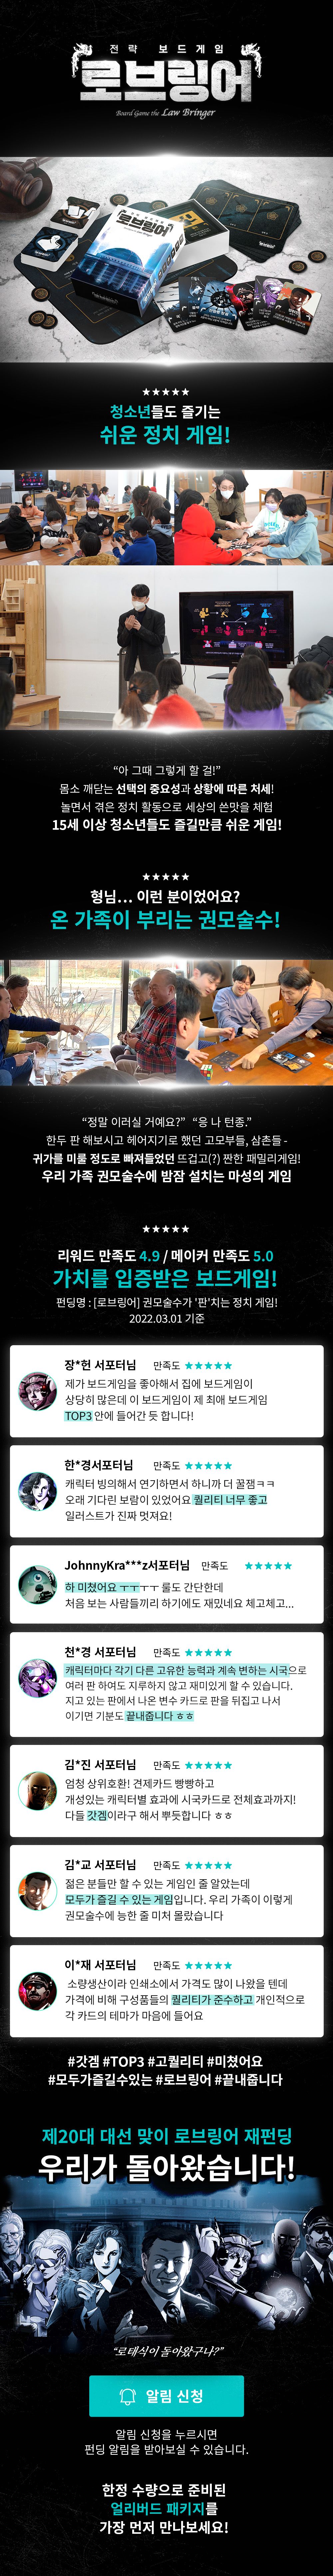 전략 보드게임
로브링어
Board Game the Law Bringer
로브링어
청소년들도 즐기는
쉬운 정치 게임!
“아 그때 그렇게 할 걸!”
몸소 깨닫는 선택의 중요성과 상황에 따른 처세!
놀면서 겪은 정치 활동으로 세상의 쓴맛을 체험
15세 이상 청소년들도 즐길만큼 쉬운 게임!
형님... 이런 분이었어요?
온 가족이 부리는 권모술수!
“정말 이러실 거예요?” “응 나 턴종.”
한두 판 해보시고 헤어지기로 했던 고모부들, 삼촌들 -
귀가를 미룰 정도로 빠져들었던 뜨겁고(?) 짠한 패밀리게임!
우리 가족 권모술수에 밤잠 설치는 마성의 게임
리워드 만족도 4.9 / 메이커 만족도 5.0
가치를 입증받은 보드게임!
펀딩명 : [로브링어] 권모술수가 '판'치는 정치 게임!
2022.03.01 기준
장*헌 서포터님 만족도
제가 보드게임을 좋아해서 집에 보드게임이
상당히 많은데 이 보드게임이 제 최애 보드게임
TOP3 안에 들어간 듯 합니다!
한*경서포터님 만족도
캐릭터 빙의해서 연기하면서 하니까 더 꿀잼ㅋㅋ
오래 기다린 보람이 있었어요 퀄리티 너무 좋고
일러스트가 진짜 멋져요!
JohnnyKra***z서포터님 만족도
하 미쳤어요 ㅜㅜㅜㅜ 룰도 간단한데
처음 보는 사람들끼리 하기에도 재밌네요 체고체고...
천*경 서포터님 만족도
캐릭터마다 각기 다른 고유한 능력과 계속 변하는 시국으로
여러 판 하여도 지루하지 않고 재미있게 할 수 있습니다.
지고 있는 판에서 나온 변수 카드로 판을 뒤집고 나서
이기면 기분도 끝내줍니다 ㅎㅎ
김*진 서포터님 만족도
엄청 상위호환! 견제카드 빵빵하고
개성있는 캐릭터별 효과에 시국카드로 전체효과까지!
다들 갓겜이라구 해서 뿌듯합니다 ㅎㅎ
김*교 서포터님 만족도
젊은 분들만 할 수 있는 게임인 줄 알았는데
모두가 즐길 수 있는 게임입니다. 우리 가족이 이렇게
권모술수에 능한 줄 미처 몰랐습니다
이*재 서포터님 만족도
소량생산이라 인쇄소에서 가격도 많이 나왔을 텐데
가격에 비해 구성품들의 퀄리티가 준수하고 개인적으로
각 카드의 테마가 마음에 들어요
#갓겜 #TOP3 #고퀄리티 #미쳤어요
#모두가즐길수있는 #로브링어 #끝내줍니다
제20대 대선 맞이 로브링어 재펀딩
우리가 돌아왔습니다!
“로태식이 돌아왔구나?”
알림 신청
알림 신청을 누르시면
펀딩 알림을 받아보실 수 있습니다.
한정 수량으로 준비된
얼리버드 패키지를
가장 먼저 만나보세요!